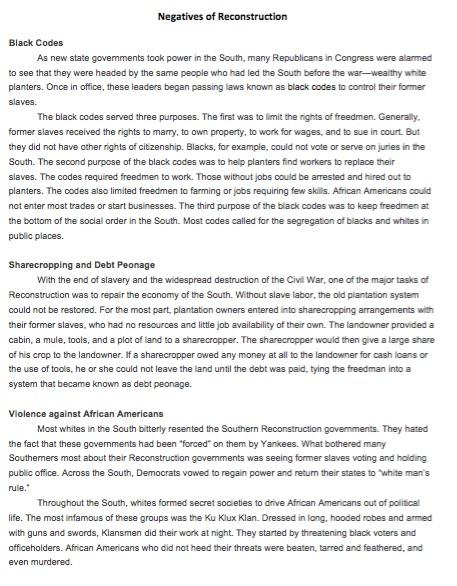 Negatives of Reconstruction
Black Codes
As new state governments took power in the South, many Republicans in Congress were alarmed
to see that they were headed by the same people who had led the South before the war—wealthy white
planters. Once in office, these leaders began passing laws known as black codes to control their former
slaves.
The black codes served three purposes. The first was to limit the rights of freedmen. Generally,
former slaves received the rights to marry, to own property, to work for wages, and to sue in court. But
they did not have other rights of citizenship. Blacks, for example, could not vote or serve on juries in the
South. The second purpose of the black codes was to help planters find workers to replace their
slaves. The codes required freedmen to work. Those without jobs could be arrested and hired out to
planters. The codes also limited freedmen to farming or jobs requiring few skills. African Americans could
not enter most trades or start businesses. The third purpose of the black codes was to keep freedmen at
the bottom of the social order in the South. Most codes called for the segregation of blacks and whites in
public places.
Sharecropping and Debt Peonage
With the end of slavery and the widespread destruction of the Civil War, one of the major tasks of
Reconstruction was to repair the economy of the South. Without slave labor, the old plantation system
could not be restored. For the most part, plantation owners entered into sharecropping arrangements with
their former slaves, who had no resources and little job availability of their own. The landowner provided a
cabin, a mule, tools, and a plot of land to a sharecropper. The sharecropper would then give a large share
of his crop to the landowner. If a sharecropper owed any money at all to the landowner for cash loans or
the use of tools, he or she could not leave the land until the debt was paid, tying the freedman into a
system that became known as debt peonage.
Violence against African Americans
Most whites in the South bitterly resented the Southern Reconstruction governments. They hated
the fact that these governments had been "forced" on them by Yankees. What bothered many
Southerners most about their Reconstruction governments was seeing former slaves voting and holding
public office. Across the South, Democrats vowed to regain power and return their states to "white man's
rule."
Throughout the South, whites formed secret societies to drive African Americans out of political
life. The most infamous of these groups was the Ku Klux Klan. Dressed in long, hooded robes and armed
with guns and swords, Klansmen did their work at night. They started by threatening black voters and
officeholders. African Americans who did not heed their threats were beaten, tarred and feathered, and
even murdered.